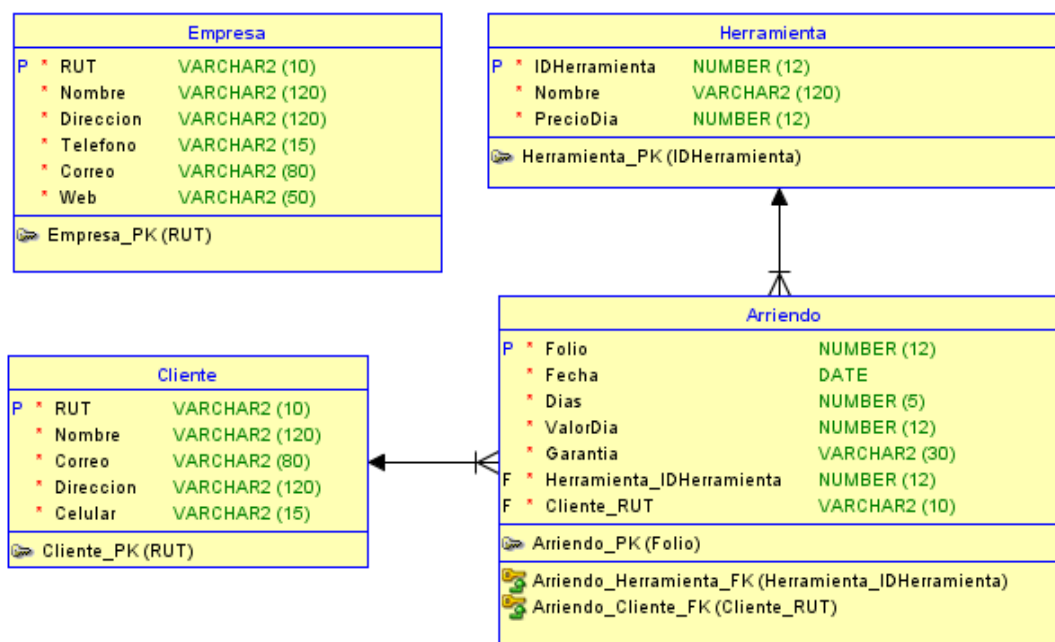 Empresa
P * RUT VARCHAR2 (10)
* Nombre VARCHAR2 (120)
* Direccion VARCHAR2 (120)
* Telefono VARCHAR2 (15)
* Correo VARCHAR2 (80)
* Web VARCHAR2 (50)
Empresa_PK (RUT)
Herramienta
P * IDHerramienta NUMBER (12)
* Nombre VARCHAR2 (120)
* PrecioDia NUMBER (12)
Herramienta_PK (IDHerramienta)
Cliente
P * RUT VARCHAR2 (10)
* Nombre VARCHAR2 (120)
* Correo VARCHAR2 (80)
* Direccion VARCHAR2 (120)
* Celular VARCHAR2 (15)
Cliente_PK (RUT)
Arriendo
P * Folio NUMBER (12)
* Fecha DATE
* Dias NUMBER (5)
* ValorDia NUMBER (12)
* Garantia VARCHAR2 (30)
F * Herramienta_IDHerramienta NUMBER (12)
F * Cliente_RUT VARCHAR2 (10)
Arriendo_PK (Folio)
Arriendo_Herramienta_FK (Herramienta_IDHerramienta)
Arriendo_Cliente_FK (Cliente_RUT)